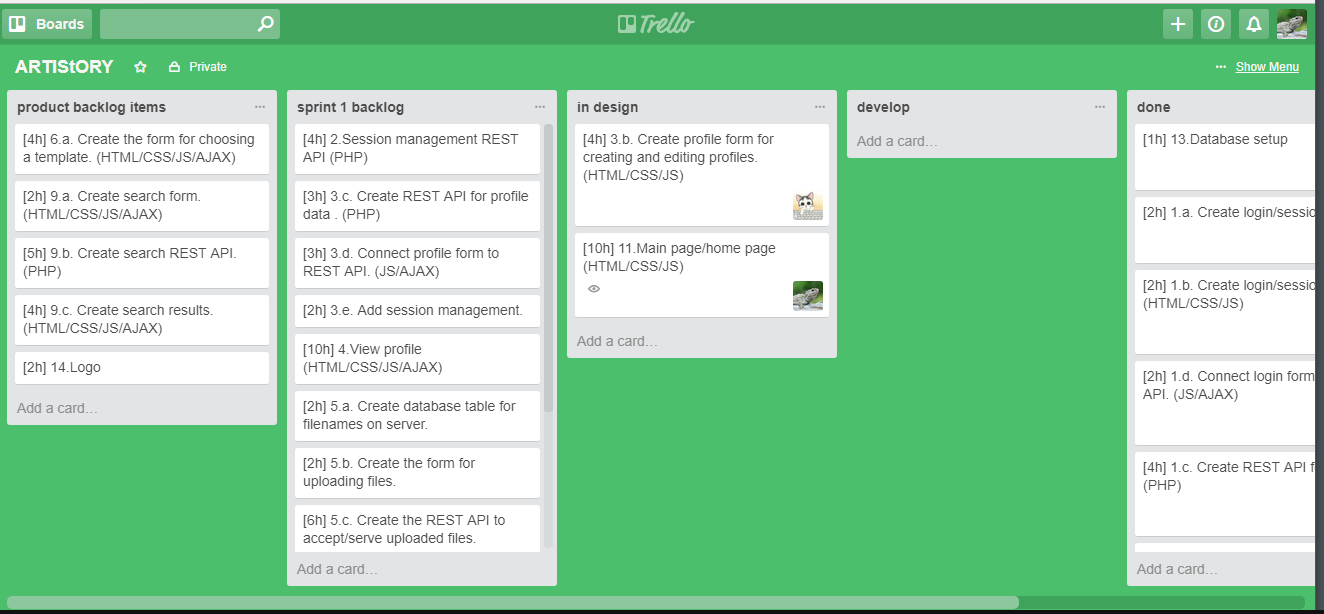 Boards
Trello
ARTIStORY
Private
Show Menu
product backlog items
[4h] 6.a. Create the form for choosing
a template. (HTML/CSS/JS/AJAX)
[2h] 9.a. Create search form.
(HTML/CSS/JS/AJAX)
[5h] 9.b. Create search REST API.
(PHP)
[4h] 9.c. Create search results.
(HTML/CSS/JS/AJAX)
[2h] 14.Logo
Add a card…
sprint 1 backlog
[4h] 2.Session management REST
API (PHP)
[3h] 3.c. Create REST API for profile
data . (PHP)
[3h] 3.d. Connect profile form to
REST API. (JS/AJAX)
[2h] 3.e. Add session management.
[10h] 4.View profile
(HTML/CSS/JS/AJAX)
[2h] 5.a. Create database table for
filenames on server.
[2h] 5.b. Create the form for
uploading files.
[6h] 5.c. Create the REST API to
accept/serve uploaded files.
Add a card…
in design
[4h] 3.b. Create profile form for
creating and editing profiles.
(HTML/CSS/JS)
[10h] 11.Main page/home page
(HTML/CSS/JS)
Add a card…
develop
Add a card…
done
[1h] 13.Database setup
[2h] 1.a. Create login/sessio
[2h] 1.b. Create login/sessio
(HTML/CSS/JS)
[2h] 1.d. Connect login form
API. (JS/AJAX)
[4h] 1.c. Create REST API f
(PHP)
Add a card…